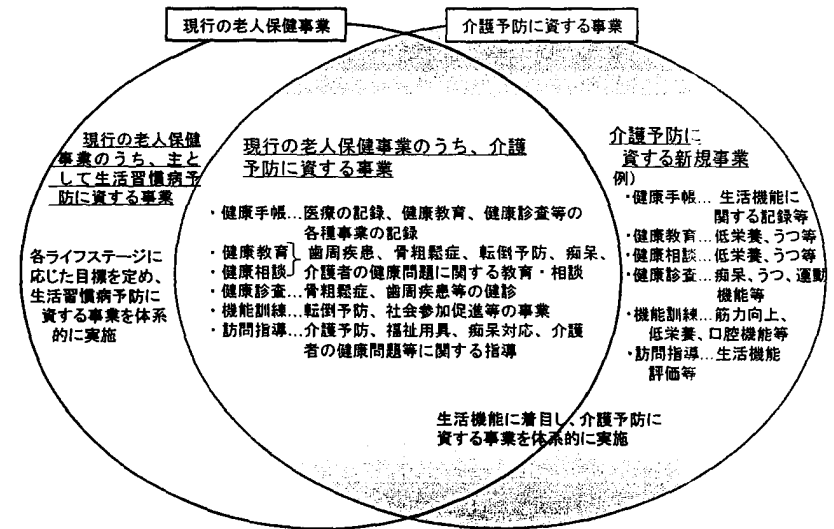 現行の老人保健事業
介護予防に資する事業
現行の老人保健
事業のうち、主と
して生活習慣病予
防に資する事業
各ライフステージに
応じた目標を定め、
生活習慣病予防に
資する事業を体系
的に実施
現行の老人保健事業のうち、介護
予防に資する事業
・健康手帳…医療の記録、健康教育、健康診査等の
各種事業の記録
・健康教育 歯周疾患、骨粗鬆症、転倒予防、痴呆、
・健康相談 介護者の健康問題に関する教育・相談
・健康診査…骨粗鬆症、歯周疾患等の健診
・機能訓練…転倒予防、社会参加促進等の事業
・訪問指導…介護予防、福祉用具、痴呆対応、介護
者の健康問題等に関する指導
介護予防に
資する新規事業
例）
・健康手帳… 生活機能に
関する記録等
・健康教育…低栄養、うつ等
・健康相談…低栄養、うつ等
・健康診査…痴呆、うつ、運動
機能等
・機能訓練…筋力向上、
低栄養、口腔機能等
・訪問指導…生活機能
評価等
生活機能に着目し、介護予防に
資する事業を体系的に実施